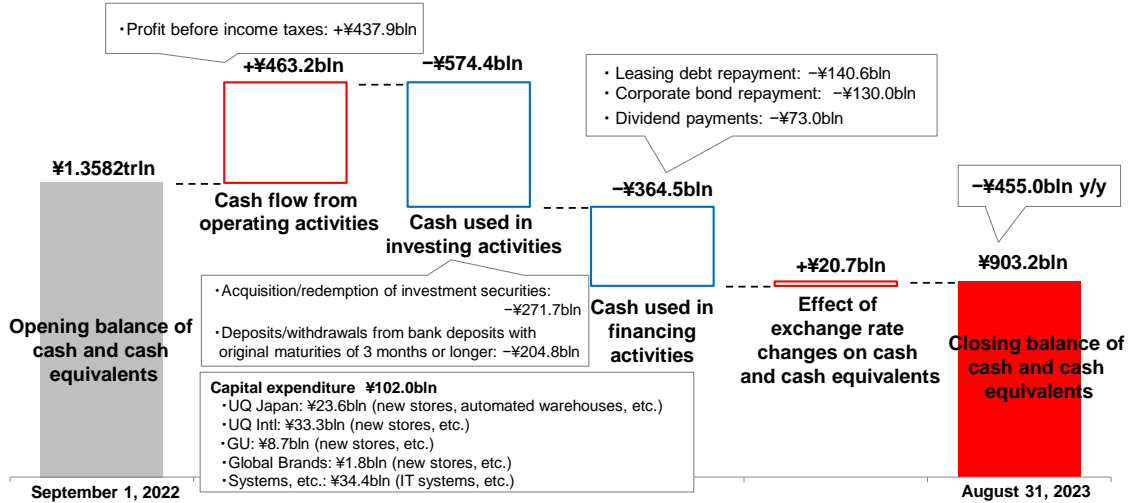 ・Profit before income taxes: +¥437.9bln
+¥463.2bln
−¥574.4bln
・Leasing debt repayment: −¥140.6bln
・Corporate bond repayment: −¥130.0bln
・Dividend payments: −¥73.0bln
¥1.3582trln
Cash flow from
operating activities
Cash used in
investing activities
−¥364.5bln
−¥455.0bln y/y
・Acquisition/redemption of investment securities:
−¥271.7bln
・Deposits/withdrawals from bank deposits with
original maturities of 3 months or longer: −¥204.8bln
+¥20.7bln
¥903.2bln
Opening balance of
cash and cash
equivalents
Cash used in
financing
activities
Effect of
exchange rate
changes on cash
and cash equivalents
Closing balance of
cash and cash
equivalents
Capital expenditure ¥102.0bln
・UQ Japan: ¥23.6bln (new stores, automated warehouses, etc.)
・UQ Intl: ¥33.3bln (new stores, etc.)
・GU: ¥8.7bln (new stores, etc.)
・Global Brands: ¥1.8bln (new stores, etc.)
・Systems, etc.: ¥34.4bln (IT systems, etc.)
September 1, 2022
August 31, 2023